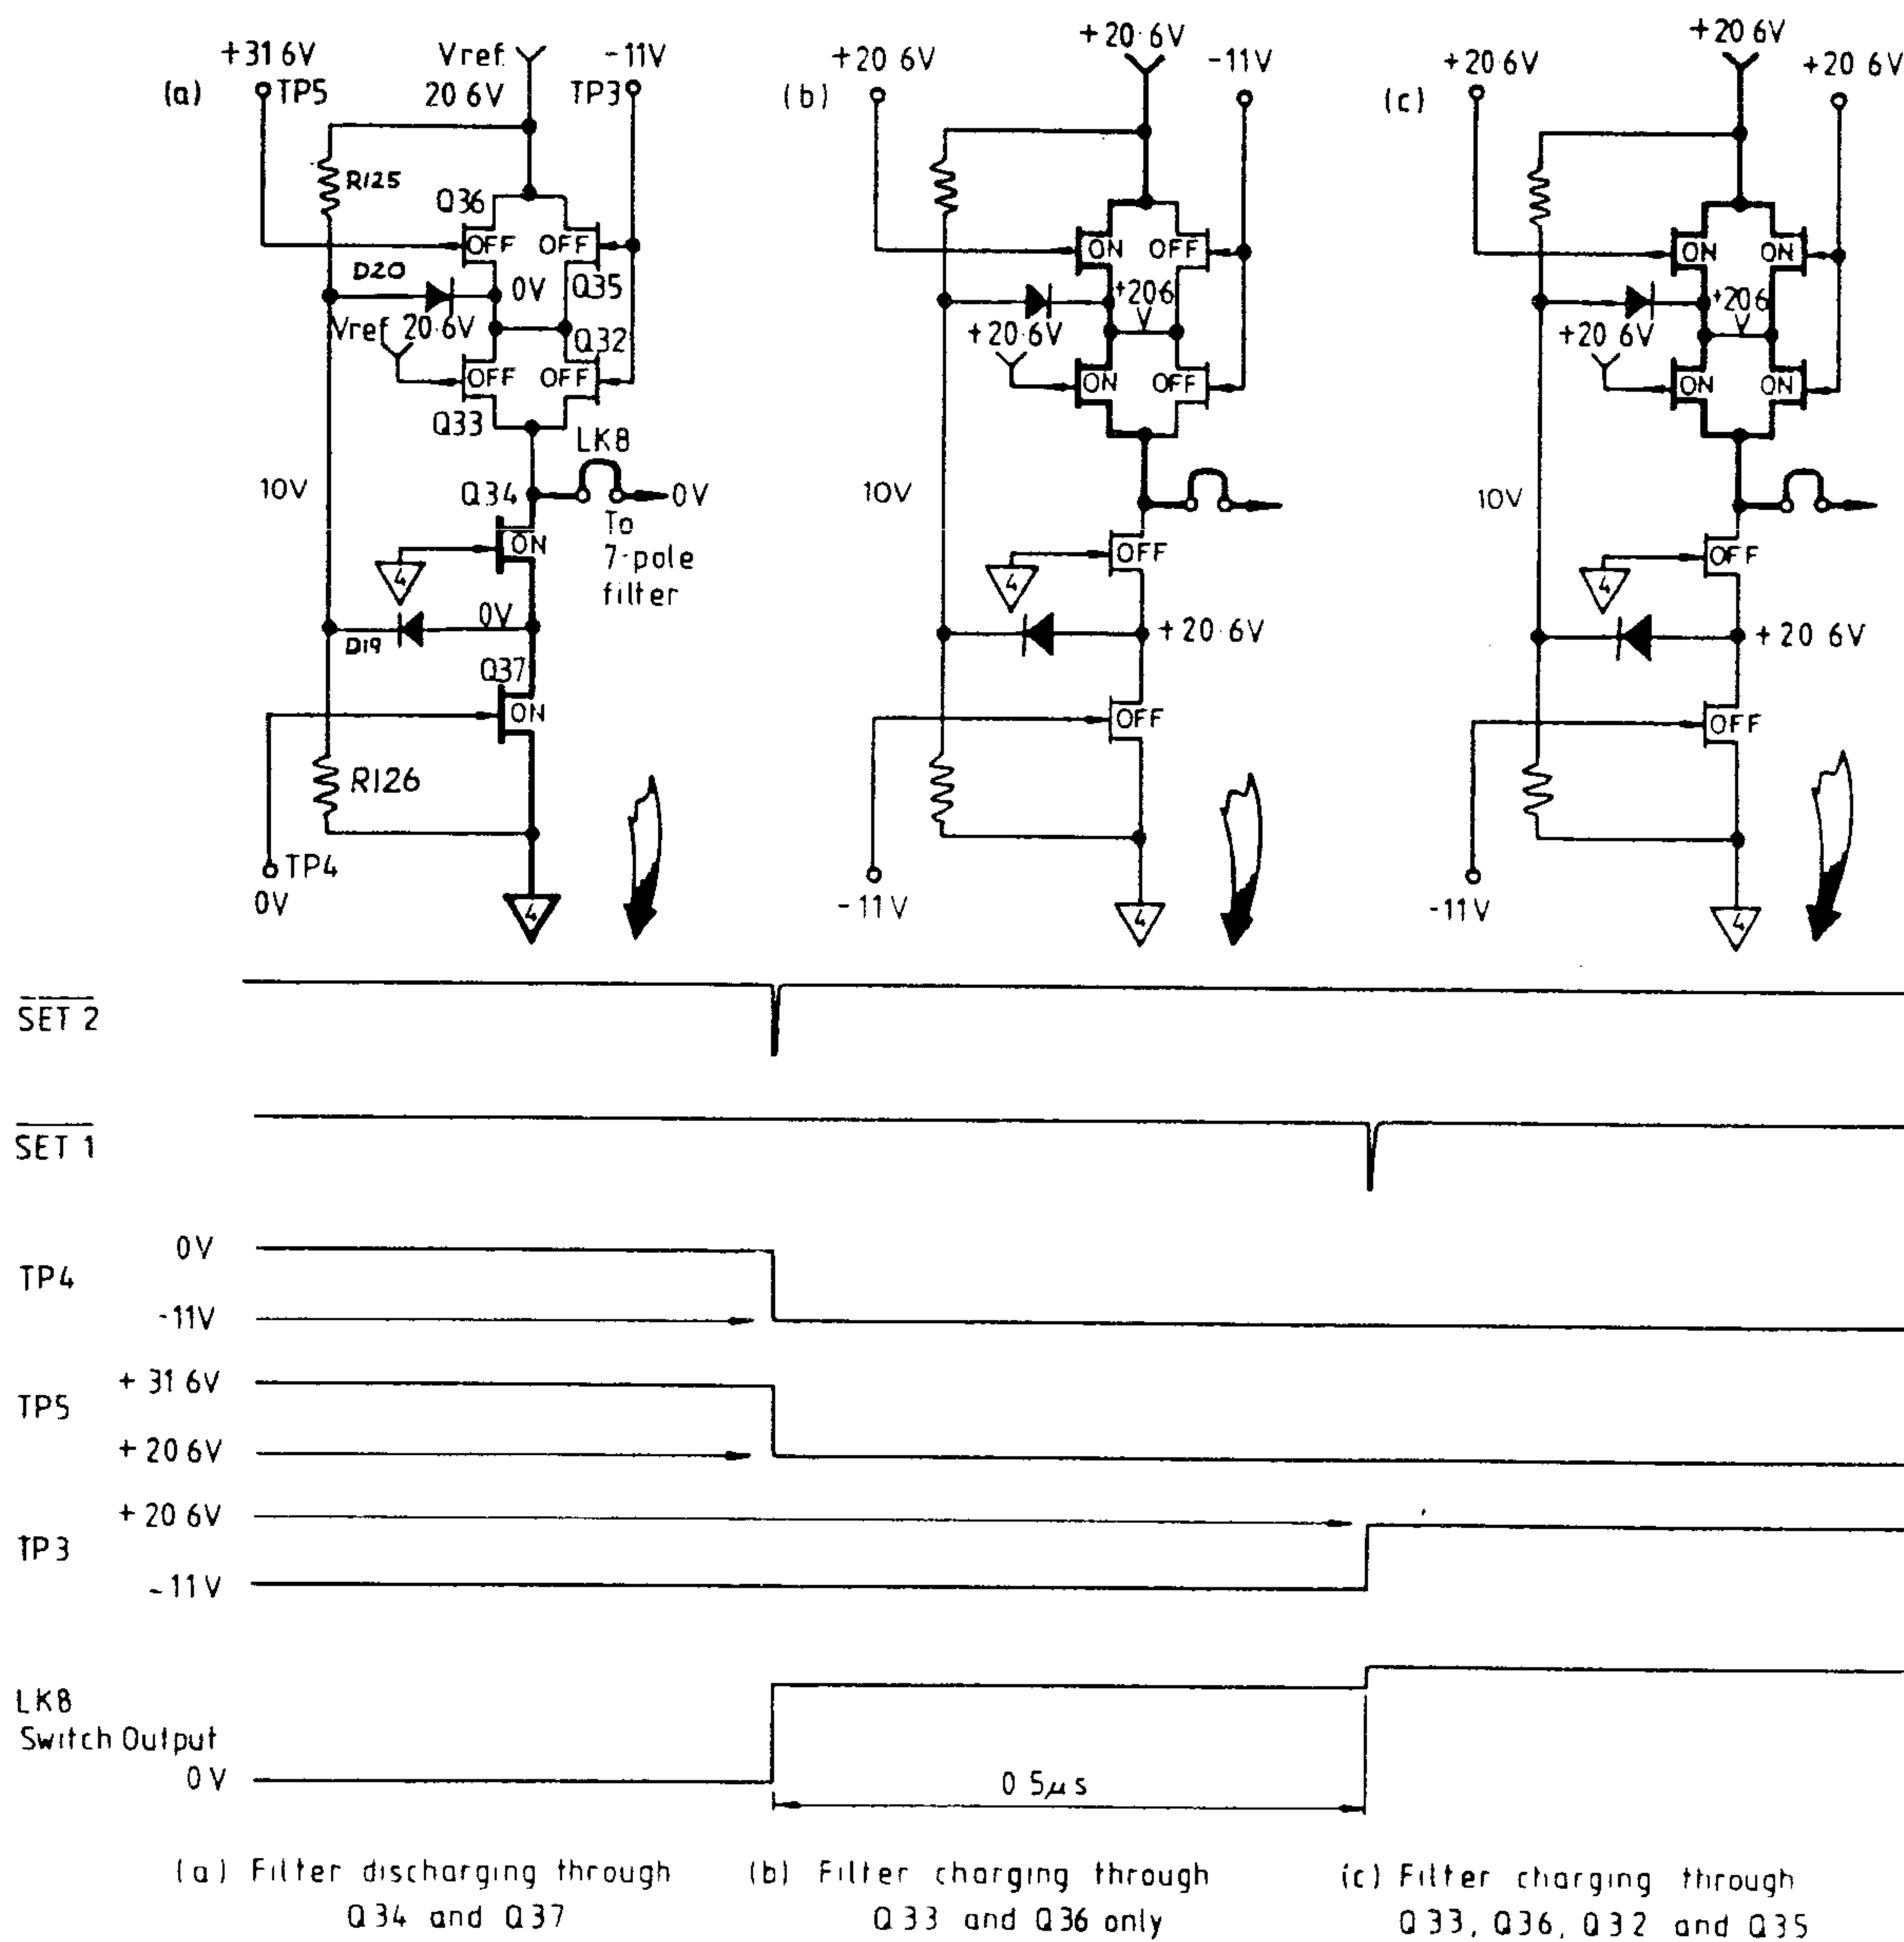 (a)
+31.6V
TP5
Vref.
20.6V
-11V
TP3
R125
Q36
OFF
OFF
D20
0V
Q35
Vref 20.6V
Q32
OFF
OFF
Q33
LK8
10V
Q34
0V
ON
To
7-pole
filter
4
0V
D19
Q37
ON
R126
TP4
0V
4
(b)
+20.6V
+20.6V
-11V
ON
OFF
+20.6
V
+20.6V
ON
OFF
10V
OFF
4
+20.6V
OFF
-11V
4
(c)
+20.6V
+20.6V
+20.6V
ON
ON
+20.6
V
+20.6V
ON
ON
10V
OFF
4
+20.6V
OFF
-11V
4
SET 2
SET 1
TP4
0V
-11V
TP5
+31.6V
+20.6V
TP3
+20.6V
-11V
LK8
Switch Output
0V
0.5µs
(a) Filter discharging through
Q34 and Q37
(b) Filter charging through
Q33 and Q36 only
(c) Filter charging through
Q33, Q36, Q32 and Q35